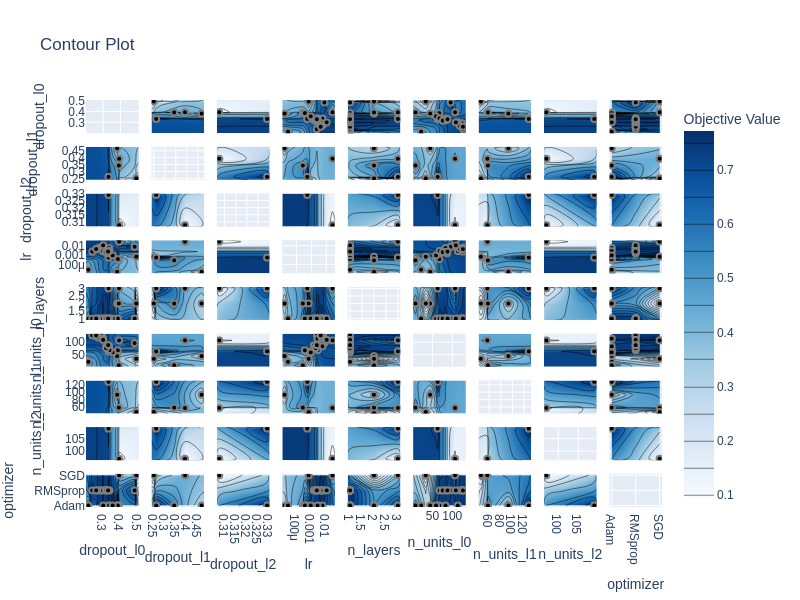 Contour Plot
Objective Value
0.7
0.6
0.5
0.4
0.3
0.2
0.1
dropout_l0
0.5
0.4
0.3
dropout_l1
0.45
0.4
0.35
0.3
0.25
dropout_l2
0.33
0.325
0.32
0.315
0.31
lr
0.01
0.001
100μ
n_layers
3
2.5
2
1.5
1
n_units_l0
100
50
n_units_l1
120
100
80
60
n_units_l2
105
100
optimizer
SGD
RMSprop
Adam
0.3
0.4
0.5
dropout_l0
0.25
0.3
0.35
0.4
0.45
dropout_l1
0.31
0.315
0.32
0.325
0.33
dropout_l2
100μ
0.001
0.01
lr
1
1.5
2
2.5
3
n_layers
50
100
n_units_l0
60
80
100
120
n_units_l1
100
105
n_units_l2
Adam
RMSprop
SGD
optimizer